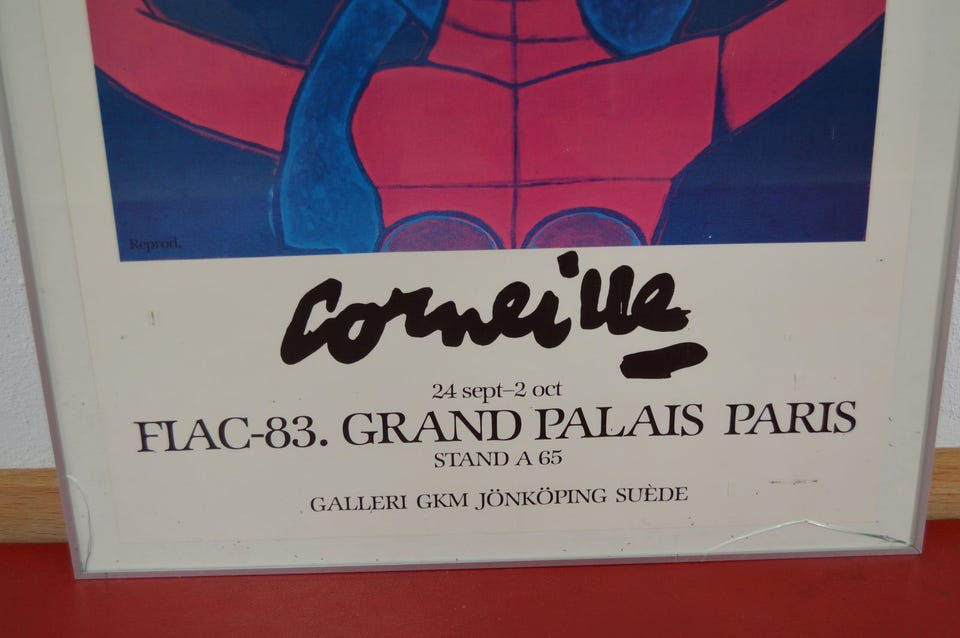 Reprod.
Corneille
24 sept–2 oct
FIAC-83. GRAND PALAIS PARIS
STAND A 65
GALLERI GKM JÖNKÖPING SUÈDE